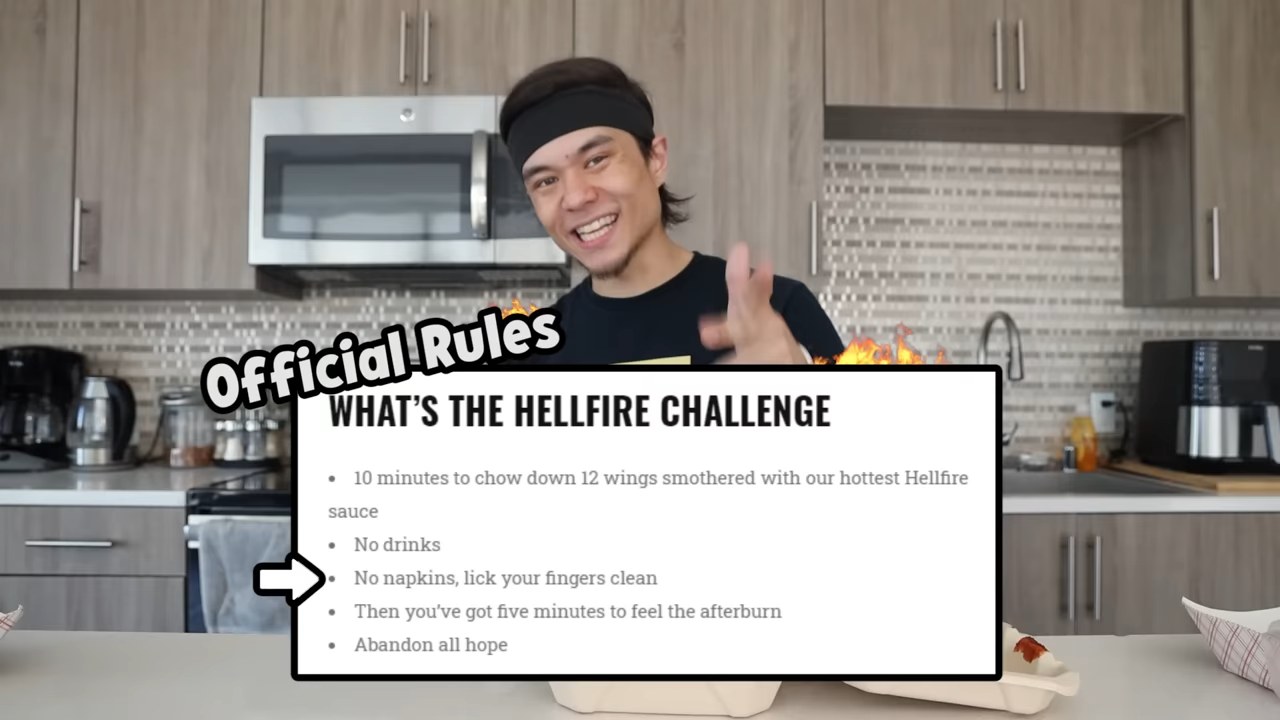 Official Rules
WHAT'S THE HELLFIRE CHALLENGE
• 10 minutes to chow down 12 wings smothered with our hottest Hellfire
sauce
• No drinks
• No napkins, lick your fingers clean
• Then you've got five minutes to feel the afterburn
• Abandon all hope